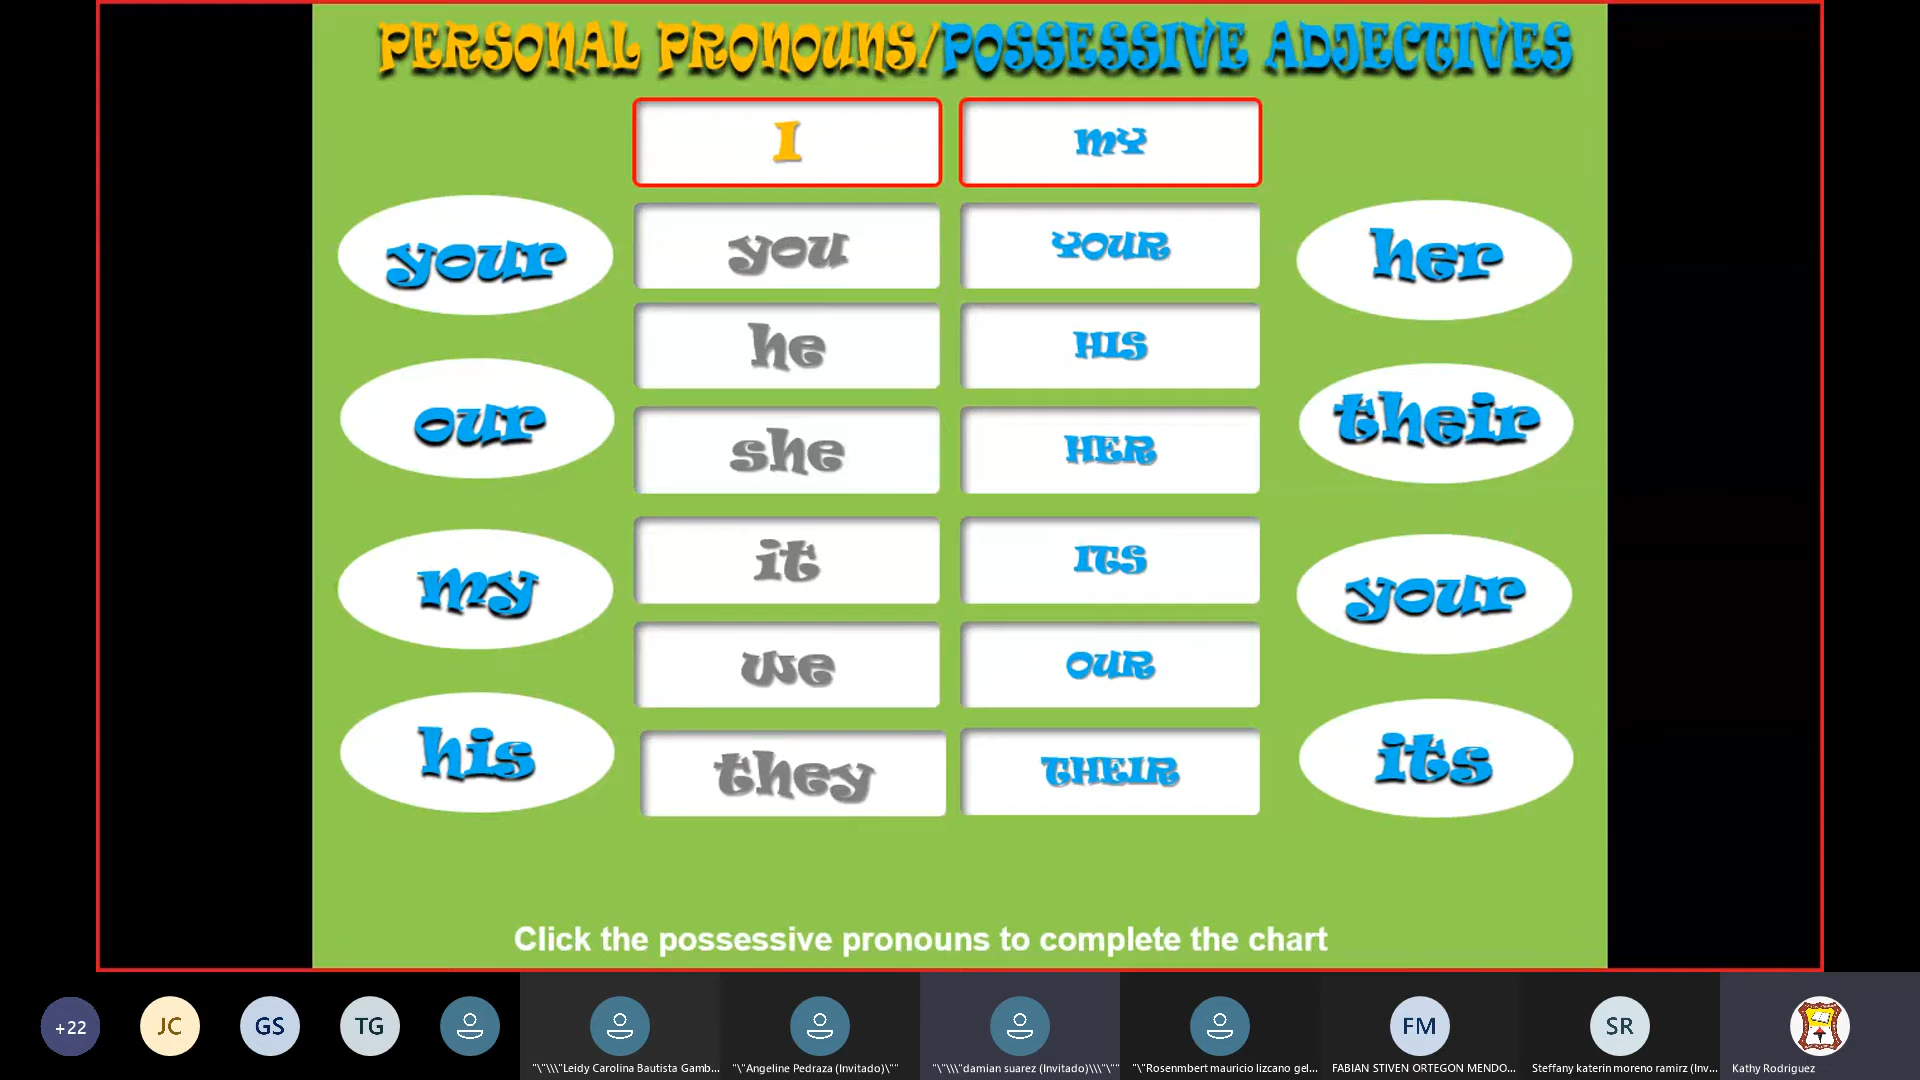 PERSONAL PRONOUNS/POSSESSIVE ADJECTIVES
I MY
your
you YOUR
her
he HIS
our
their
she HER
my
it ITS
your
we OUR
his
they THEIR
its
Click the possessive pronouns to complete the chart
+22 JC GS TG FM SR
"\"\\\"Leidy Carolina Bautista Gamb... "\"Angeline Pedraza (Invitado)\"" "\"\\\"damian suarez (Invitado)\\\"\"" "\"Rosenmbert mauricio lizcano gel... FABIAN STIVEN ORTEGON MENDO... Steffany katerin moreno ramirz (Inv... Kathy Rodriguez